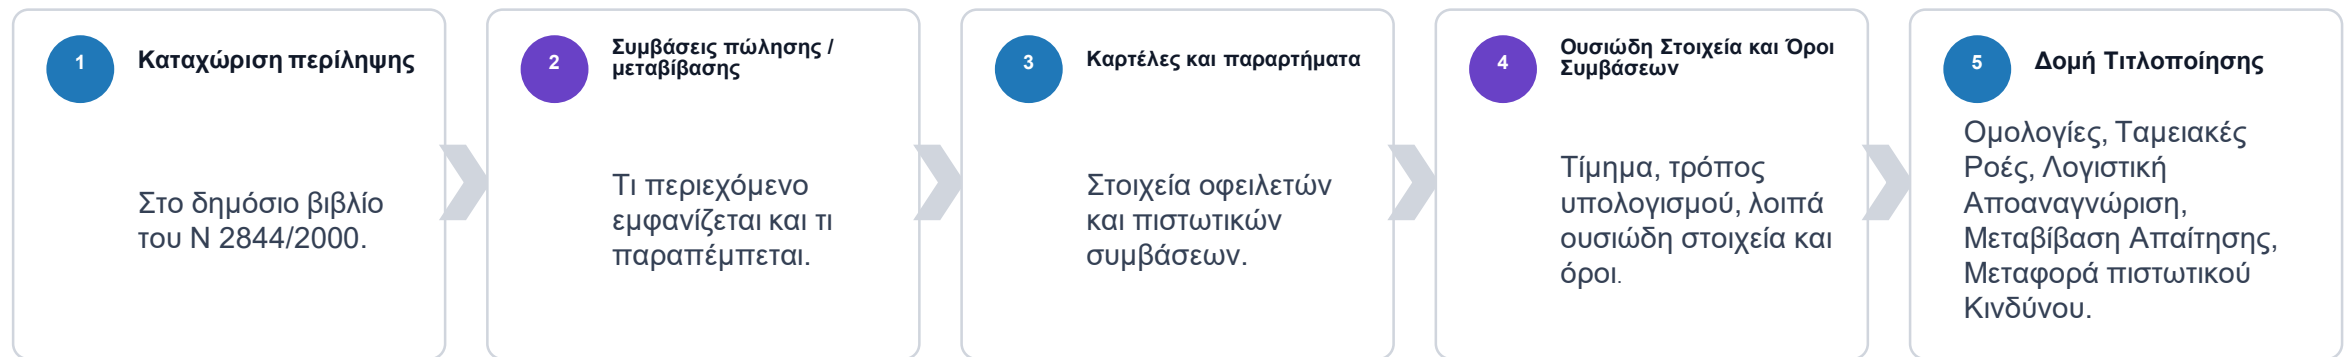 1
Καταχώριση περίληψης
Στο δημόσιο βιβλίο
του Ν 2844/2000.
2
Συμβάσεις πώλησης /
μεταβίβασης
Τι περιεχόμενο
εμφανίζεται και τι
παραπέμπεται.
3
Καρτέλες και παραρτήματα
Στοιχεία οφειλετών
και πιστωτικών
συμβάσεων.
4
Ουσιώδη Στοιχεία και Όροι
Συμβάσεων
Τίμημα, τρόπος
υπολογισμού, λοιπά
ουσιώδη στοιχεία και
όροι.
5
Δομή Τιτλοποίησης
Ομολογίες, Ταμειακές
Ροές, Λογιστική
Αποαναγνώριση,
Μεταβίβαση Απαίτησης,
Μεταφορά πιστωτικού
Κινδύνου.